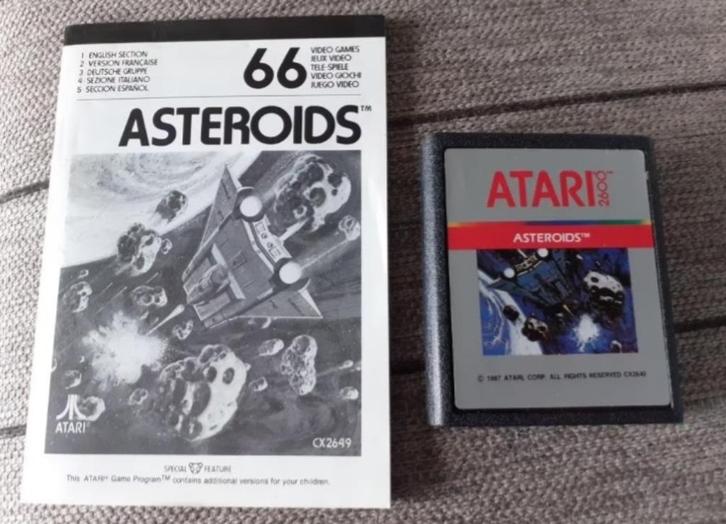 1 ENGLISH SECTION
2 VERSION FRANÇAISE
3 DEUTSCHE GRUPPE
4 SEZIONE ITALIANO
5 SECCION ESPAÑOL
66
VIDEO GAMES
JEUX VIDEO
TELE-SPIELE
VIDEO GIOCHI
JUEGO VIDEO
ASTEROIDS™
ATARI
CX2649
SPECIAL FEATURE
This ATARI® Game Program™ contains additional versions for your children.
ATARI® 2600™
ASTEROIDS™
© 1987 ATARI CORP. ALL RIGHTS RESERVED CX2649